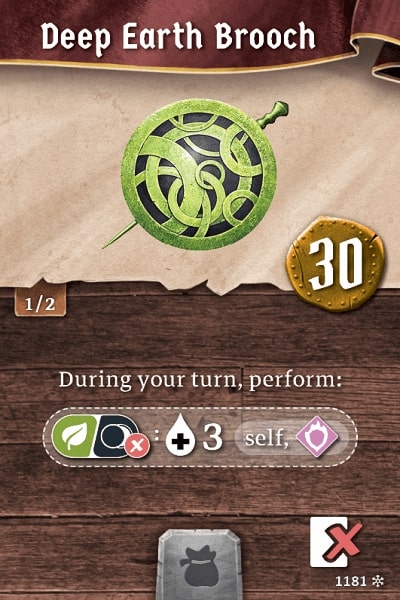 Deep Earth Brooch
30
1/2
During your turn, perform:
: 3 self,
1181